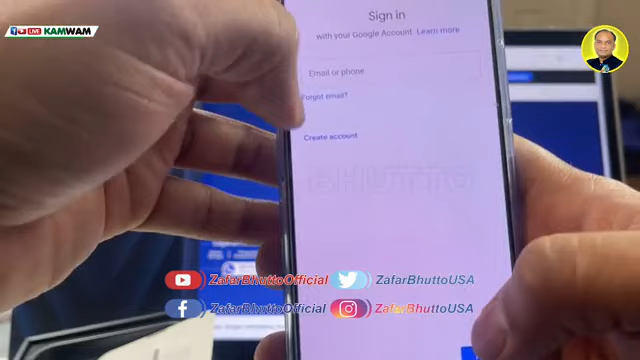 LIVE KAMWAM
Sign in
with your Google Account. Learn more
Email or phone
Forgot email?
Create account
BHUTTO
ZafarBhuttoOfficial ZafarBhuttoUSA
ZafarBhuttoOfficial ZafarBhuttoUSA